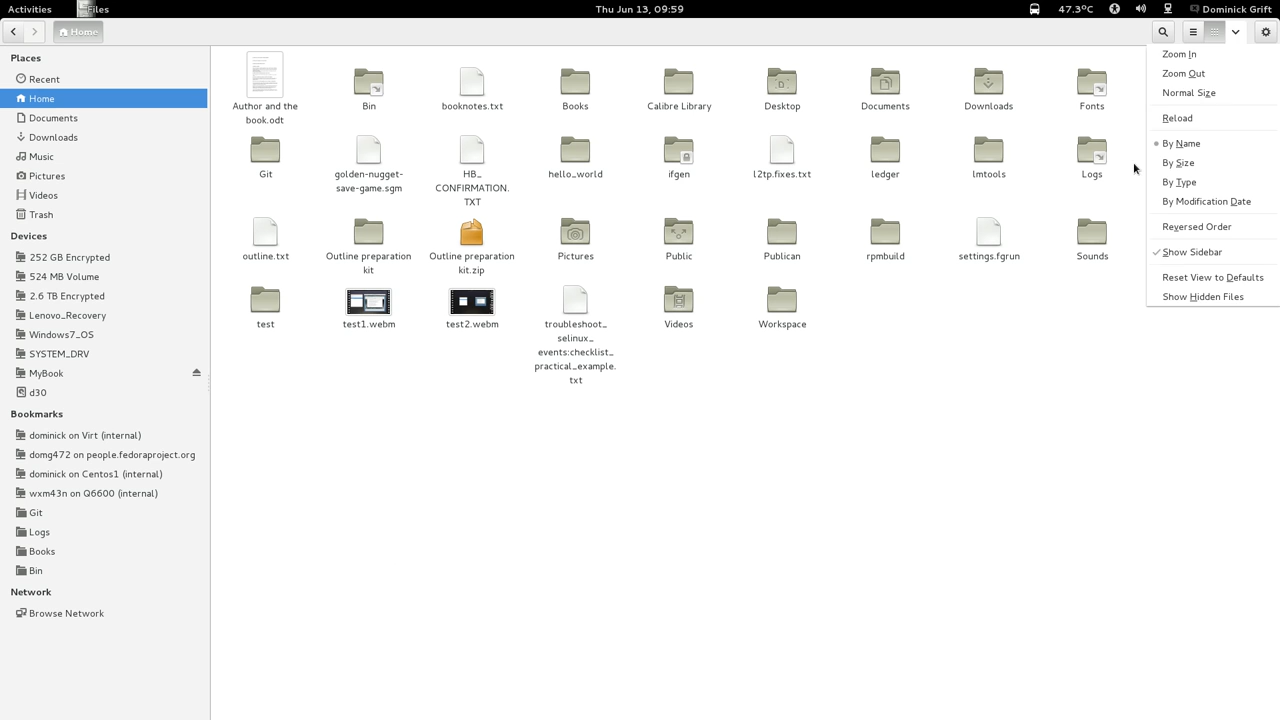 Activities
Files
Thu Jun 13, 09:59
47.3ºC
Dominick Grift
Home
Places
Recent
Home
Documents
Downloads
Music
Pictures
Videos
Trash
Devices
252 GB Encrypted
524 MB Volume
2.6 TB Encrypted
Lenovo_Recovery
Windows7_OS
SYSTEM_DRV
MyBook
d30
Bookmarks
dominick on Virt (internal)
domg472 on people.fedoraproject.org
dominick on Centos1 (internal)
wxm43n on Q6600 (internal)
Git
Logs
Books
Bin
Network
Browse Network
Author and the
book.odt
Bin
booknotes.txt
Books
Calibre Library
Desktop
Documents
Downloads
Fonts
Git
golden-nugget-
save-game.sgm
HB_
CONFIRMATION.
TXT
hello_world
ifgen
l2tp.fixes.txt
ledger
lmtools
Logs
outline.txt
Outline preparation
kit
Outline preparation
kit.zip
Pictures
Public
Publican
rpmbuild
settings.fgrun
Sounds
test
test1.webm
test2.webm
troubleshoot_
selinux_
events:checklist_
practical_example.
txt
Videos
Workspace
Zoom In
Zoom Out
Normal Size
Reload
By Name
By Size
By Type
By Modification Date
Reversed Order
Show Sidebar
Reset View to Defaults
Show Hidden Files